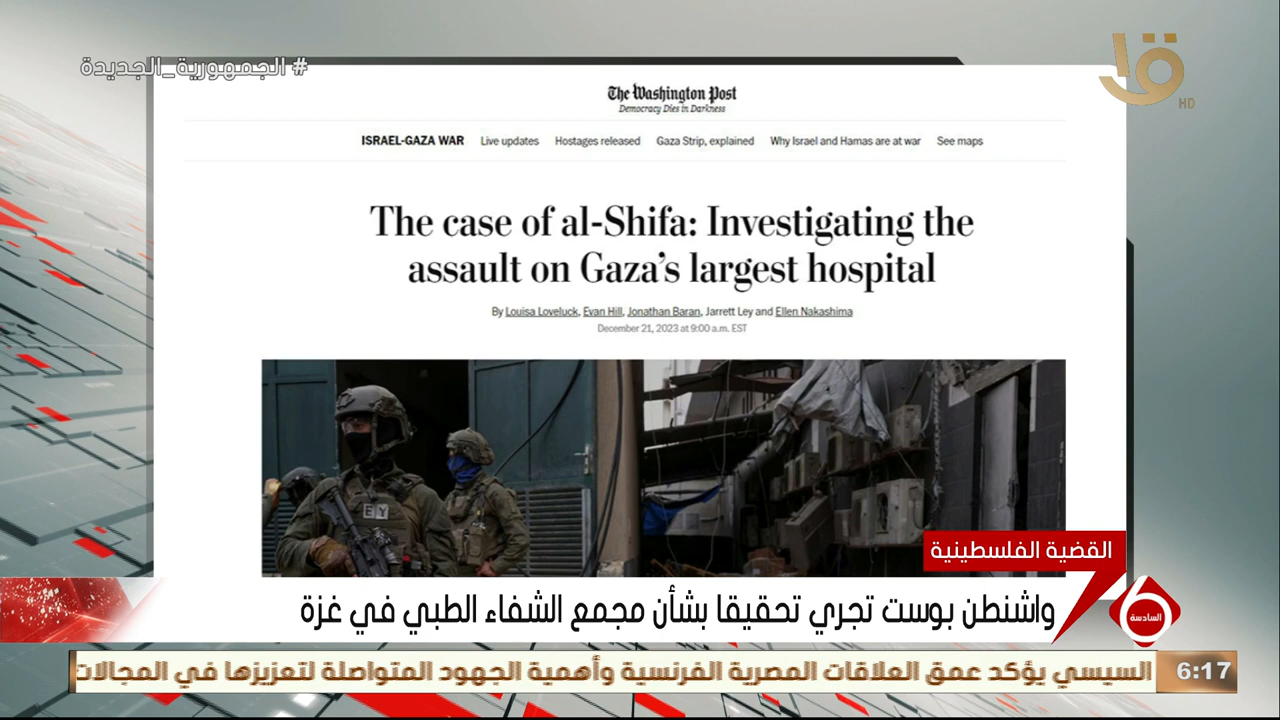 # الجمهورية_الجديدة
HD
The Washington Post
Democracy Dies in Darkness
ISRAEL-GAZA WAR Live updates Hostages released Gaza Strip, explained Why Israel and Hamas are at war See maps
The case of al-Shifa: Investigating the
assault on Gaza's largest hospital
By Louisa Loveluck, Evan Hill, Jonathan Baran, Jarrett Ley and Ellen Nakashima
December 21, 2023 at 9:00 a.m. EST
EY
القضية الفلسطينية
واشنطن بوست تجري تحقيقا بشأن مجمع الشفاء الطبي في غزة
6
السادسة
السيسي يؤكد عمق العلاقات المصرية الفرنسية وأهمية الجهود المتواصلة لتعزيزها في المجالات
6:17